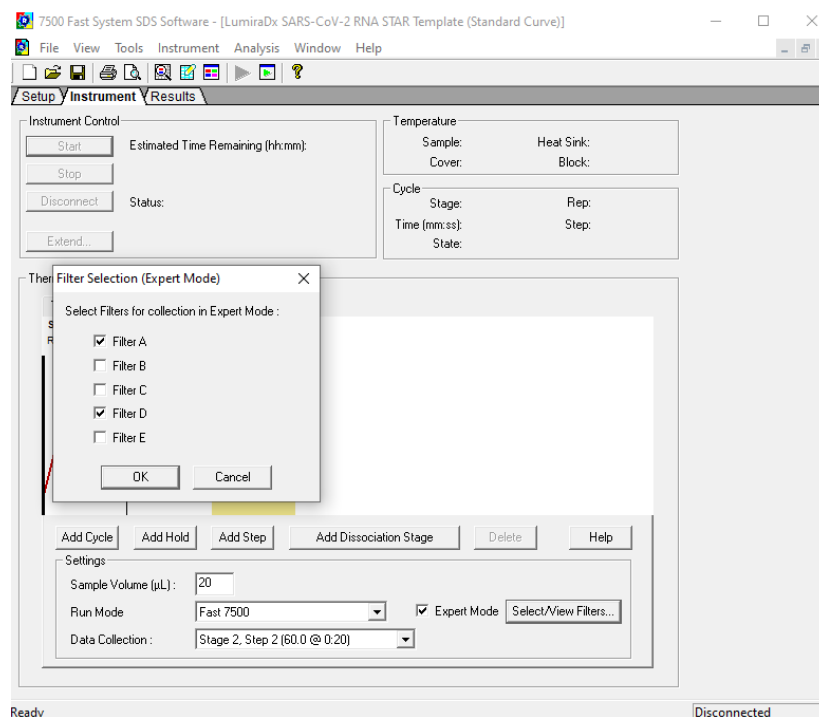 7500 Fast System SDS Software - [LumiraDx SARS-CoV-2 RNA STAR Template (Standard Curve)]
File View Tools Instrument Analysis Window Help
Setup Instrument Results
Instrument Control
Start Estimated Time Remaining (hh:mm):
Stop
Disconnect Status:
Extend...
Temperature
Sample: Heat Sink:
Cover: Block:
Cycle
Stage: Rep:
Time (mm:ss): Step:
State:
Filter Selection (Expert Mode)
Select Filters for collection in Expert Mode :
Filter A
Filter B
Filter C
Filter D
Filter E
OK Cancel
Add Cycle Add Hold Add Step Add Dissociation Stage Delete Help
Settings
Sample Volume (µL) : 20
Run Mode Fast 7500 Expert Mode Select/View Filters...
Data Collection : Stage 2, Step 2 (60.0 @ 0:20)
Ready Disconnected